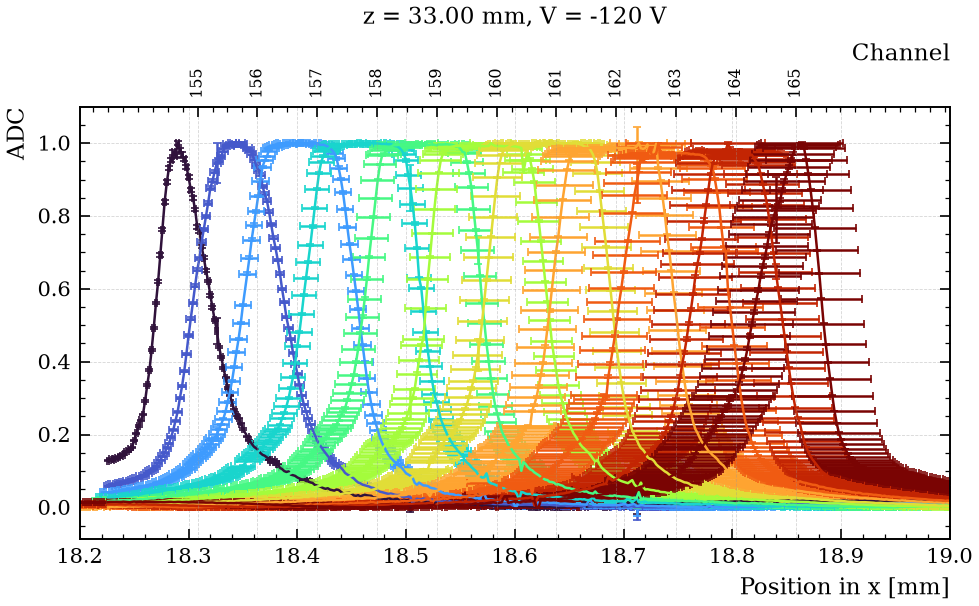 z = 33.00 mm, V = -120 V
Channel
155 156 157 158 159 160 161 162 163 164 165
ADC
1.0
0.8
0.6
0.4
0.2
0.0
18.2 18.3 18.4 18.5 18.6 18.7 18.8 18.9 19.0
Position in x [mm]